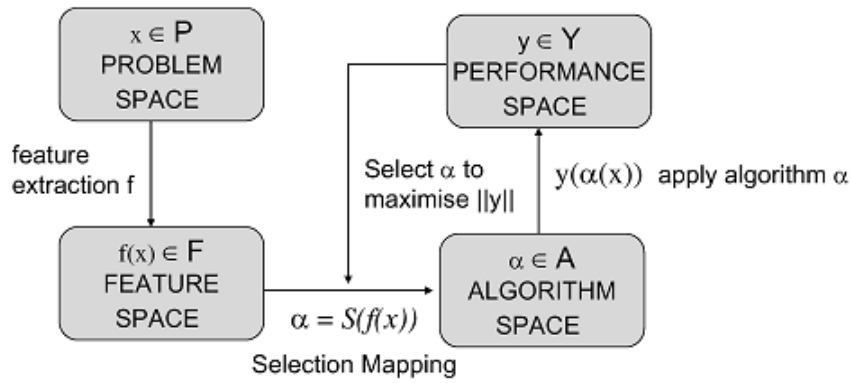 x ∈ P
PROBLEM
SPACE
y ∈ Y
PERFORMANCE
SPACE
feature
extraction f
Select α to
maximise ||y||
y(α(x)) apply algorithm α
f(x) ∈ F
FEATURE
SPACE
α = S(f(x))
Selection Mapping
α ∈ A
ALGORITHM
SPACE